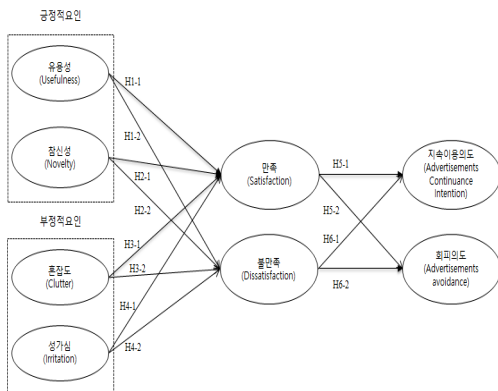 긍정적요인
유용성
(Usefulness)
참신성
(Novelty)
부정적요인
혼잡도
(Clutter)
성가심
(Irritation)
H1-1
H1-2
H2-1
H2-2
H3-1
H3-2
H4-1
H4-2
만족
(Satisfaction)
불만족
(Dissatisfaction)
H5-1
H5-2
H6-1
H6-2
지속이용의도
(Advertisements
Continuance
Intention)
회피의도
(Advertisements
avoidance)